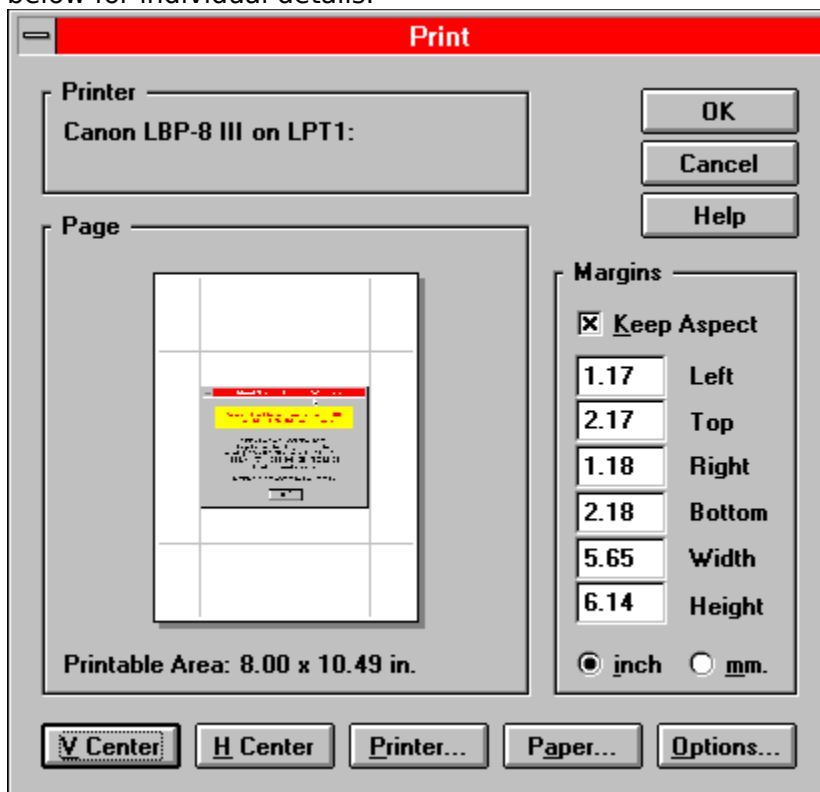 below for individual details.
Print
Printer
Canon LBP-8 III on LPT1:
OK
Cancel
Help
Page
Printable Area: 8.00 x 10.49 in.
Margins
Keep Aspect
1.17 Left
2.17 Top
1.18 Right
2.18 Bottom
5.65 Width
6.14 Height
inch mm.
V Center H Center Printer... Paper... Options...